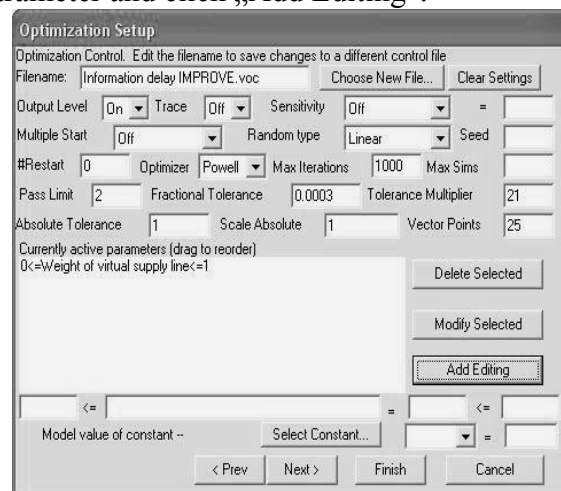 parameter and click „Add Editing“.
Optimization Setup
Optimization Control. Edit the filename to save changes to a different control file
Filename: Information delay IMPROVE.voc Choose New File... Clear Settings
Output Level On Trace Off Sensitivity Off =
Multiple Start Off Random type Linear Seed
#Restart 0 Optimizer Powell Max Iterations 1000 Max Sims
Pass Limit 2 Fractional Tolerance 0.0003 Tolerance Multiplier 21
Absolute Tolerance 1 Scale Absolute 1 Vector Points 25
Currently active parameters (drag to reorder)
0<=Weight of virtual supply line<=1
Delete Selected
Modify Selected
Add Editing
<= = <=
Model value of constant -- Select Constant... =
< Prev Next > Finish Cancel